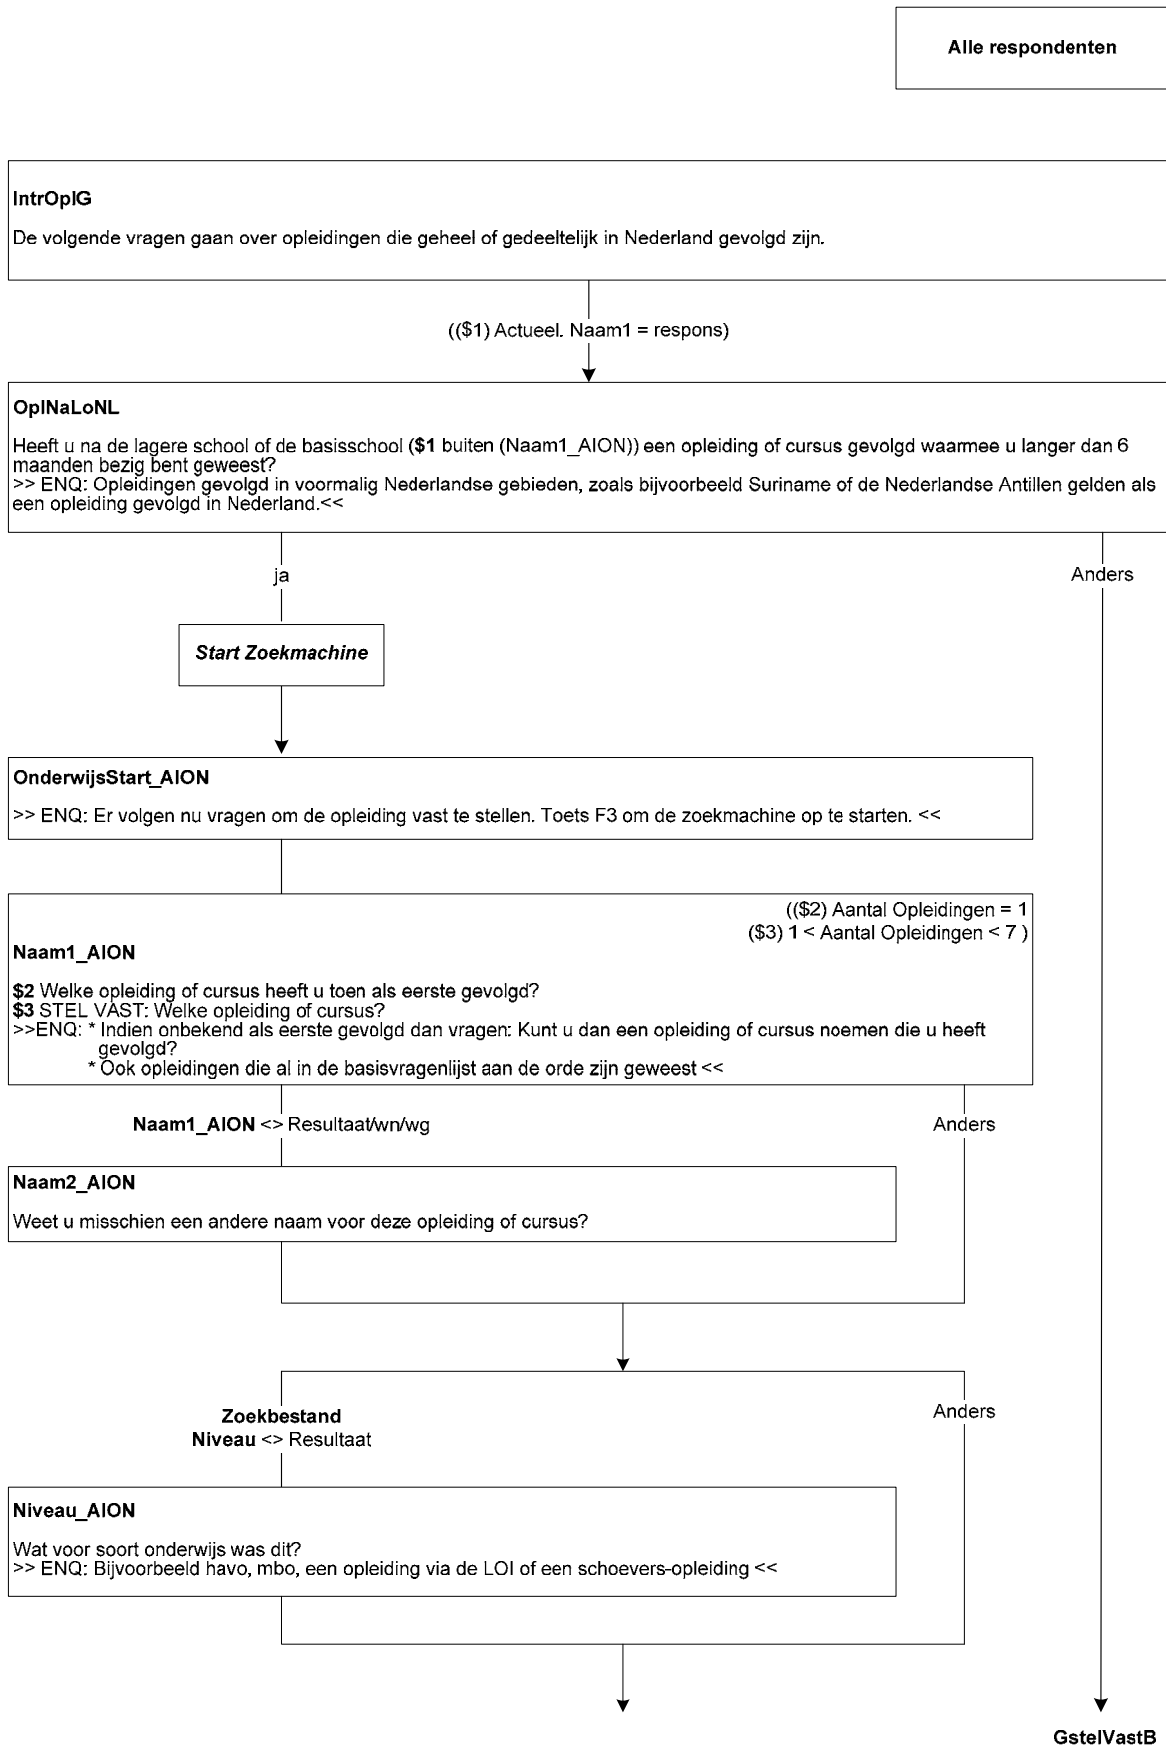 Alle respondenten
IntrOplG
De volgende vragen gaan over opleidingen die geheel of gedeeltelijk in Nederland gevolgd zijn.
(($1) Actueel. Naam1 = respons)
OplNaLoNL
Heeft u na de lagere school of de basisschool ($1 buiten (Naam1_AION)) een opleiding of cursus gevolgd waarmee u langer dan 6
maanden bezig bent geweest?
>> ENQ: Opleidingen gevolgd in voormalig Nederlandse gebieden, zoals bijvoorbeeld Suriname of de Nederlandse Antillen gelden als
een opleiding gevolgd in Nederland.<<
ja
Anders
Start Zoekmachine
OnderwijsStart_AION
>> ENQ: Er volgen nu vragen om de opleiding vast te stellen. Toets F3 om de zoekmachine op te starten. <<
(($2) Aantal Opleidingen = 1
($3) 1 < Aantal Opleidingen < 7 )
Naam1_AION
$2 Welke opleiding of cursus heeft u toen als eerste gevolgd?
$3 STEL VAST: Welke opleiding of cursus?
>>ENQ: * Indien onbekend als eerste gevolgd dan vragen: Kunt u dan een opleiding of cursus noemen die u heeft
gevolgd?
* Ook opleidingen die al in de basisvragenlijst aan de orde zijn geweest <<
Naam1_AION <> Resultaat/wn/wg
Anders
Naam2_AION
Weet u misschien een andere naam voor deze opleiding of cursus?
Zoekbestand
Niveau <> Resultaat
Anders
Niveau_AION
Wat voor soort onderwijs was dit?
>> ENQ: Bijvoorbeeld havo, mbo, een opleiding via de LOI of een schoevers-opleiding <<
GstelVastB